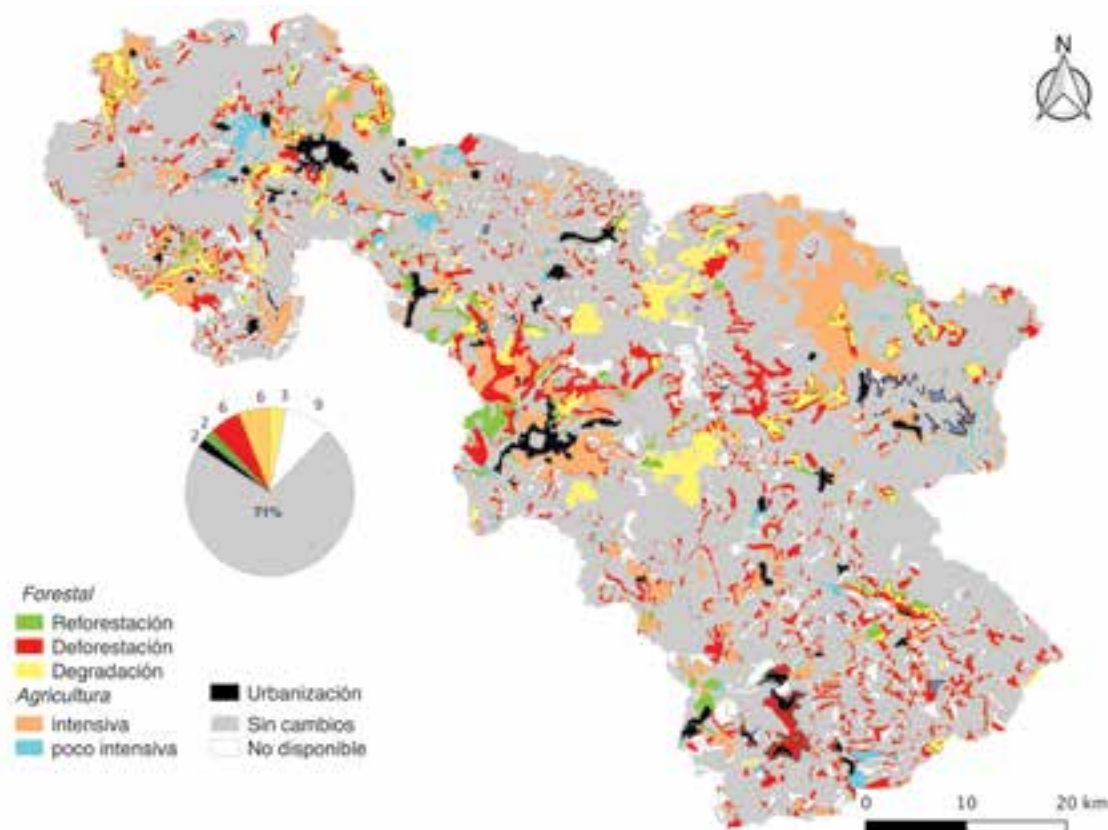 N
2
2
6
6
3
9
71%
Forestal
Reforestación
Deforestación
Degradación
Agricultura
intensiva
poco intensiva
Urbanización
Sin cambios
No disponible
0 10 20 km